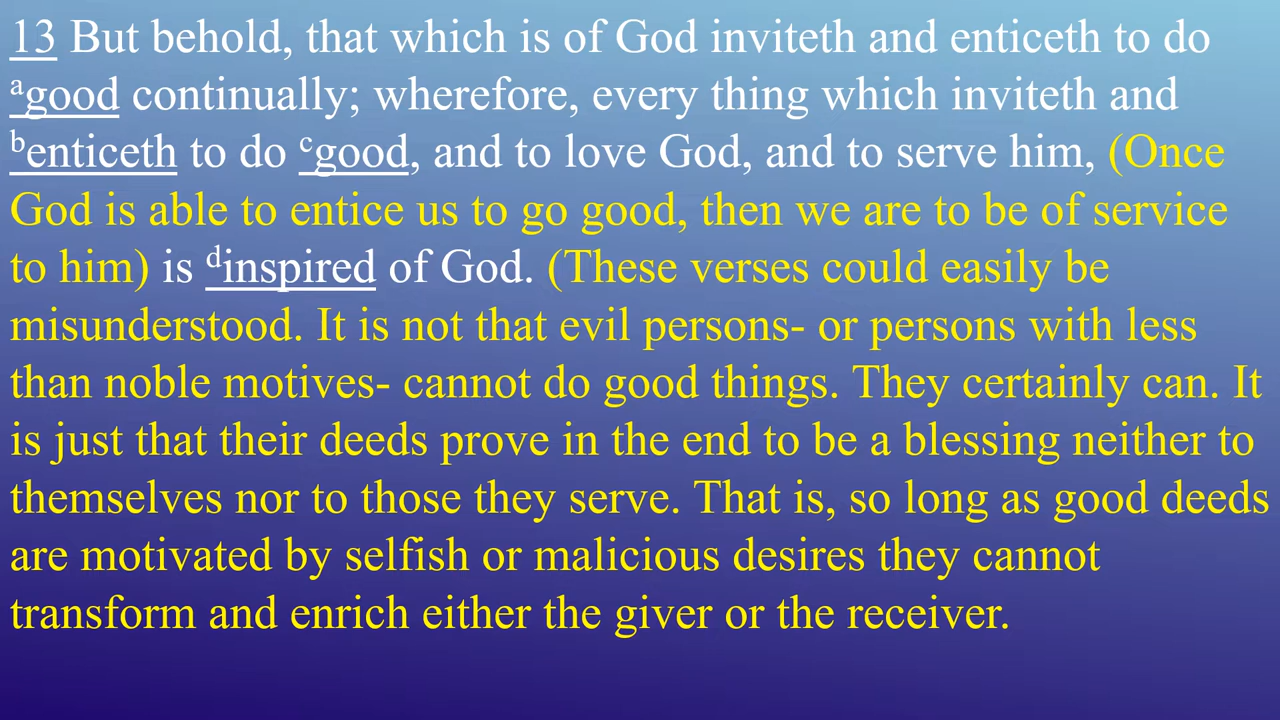 13 But behold, that which is of God inviteth and enticeth to do
agood continually; wherefore, every thing which inviteth and
benticeth to do cgood, and to love God, and to serve him, (Once
God is able to entice us to go good, then we are to be of service
to him) is dinspired of God. (These verses could easily be
misunderstood. It is not that evil persons- or persons with less
than noble motives- cannot do good things. They certainly can. It
is just that their deeds prove in the end to be a blessing neither to
themselves nor to those they serve. That is, so long as good deeds
are motivated by selfish or malicious desires they cannot
transform and enrich either the giver or the receiver.